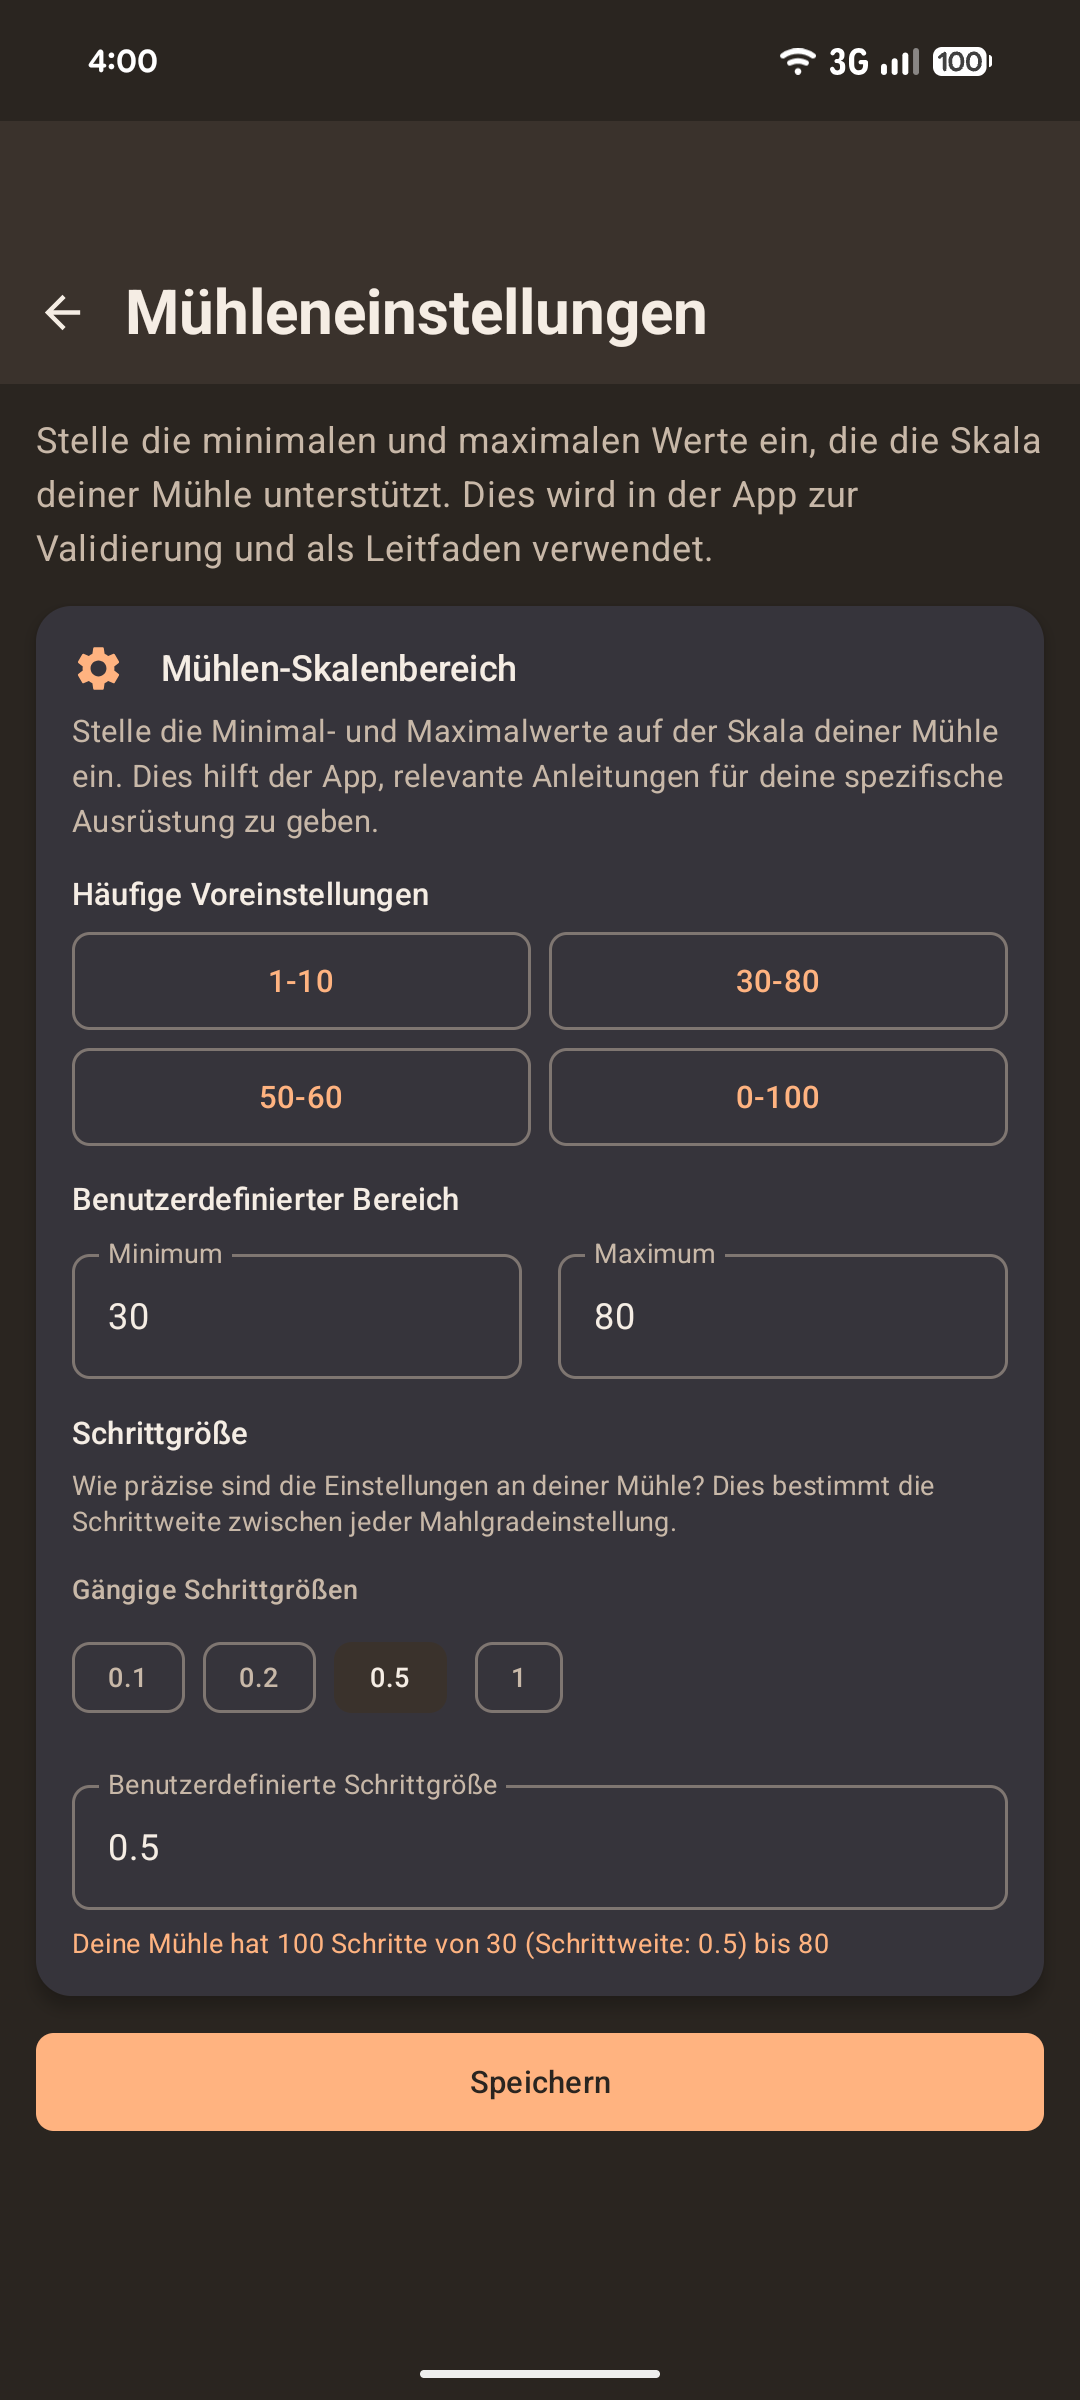 4:00
3G
100
Mühleneinstellungen
Stelle die minimalen und maximalen Werte ein, die die Skala
deiner Mühle unterstützt. Dies wird in der App zur
Validierung und als Leitfaden verwendet.
Mühlen-Skalenbereich
Stelle die Minimal- und Maximalwerte auf der Skala deiner Mühle
ein. Dies hilft der App, relevante Anleitungen für deine spezifische
Ausrüstung zu geben.
Häufige Voreinstellungen
1-10
30-80
50-60
0-100
Benutzerdefinierter Bereich
Minimum
Maximum
30
80
Schrittgröße
Wie präzise sind die Einstellungen an deiner Mühle? Dies bestimmt die
Schrittweite zwischen jeder Mahlgradeinstellung.
Gängige Schrittgrößen
0.1
0.2
0.5
1
Benutzerdefinierte Schrittgröße
0.5
Deine Mühle hat 100 Schritte von 30 (Schrittweite: 0.5) bis 80
Speichern